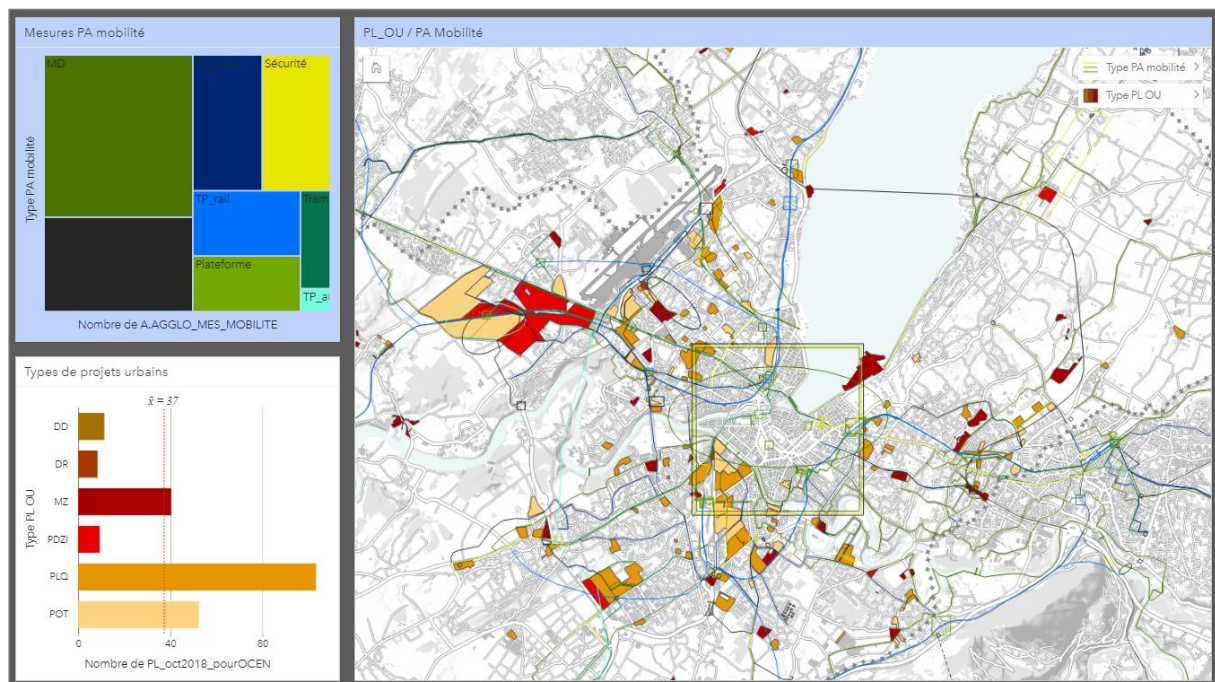 Mesures PA mobilité
MD
Sécurité
TP_rail
Tram
Plateforme
Type PA mobilité
Nombre de A.AGGLO_MES_MOBILITE
Types de projets urbains
x̄ = 37
DD
DR
MZ
PDZI
PLQ
POT
Type PL OU
0
40
80
Nombre de PL_oct2018_pourOCEN
PL_OU / PA Mobilité
Type PA mobilité
Type PL OU